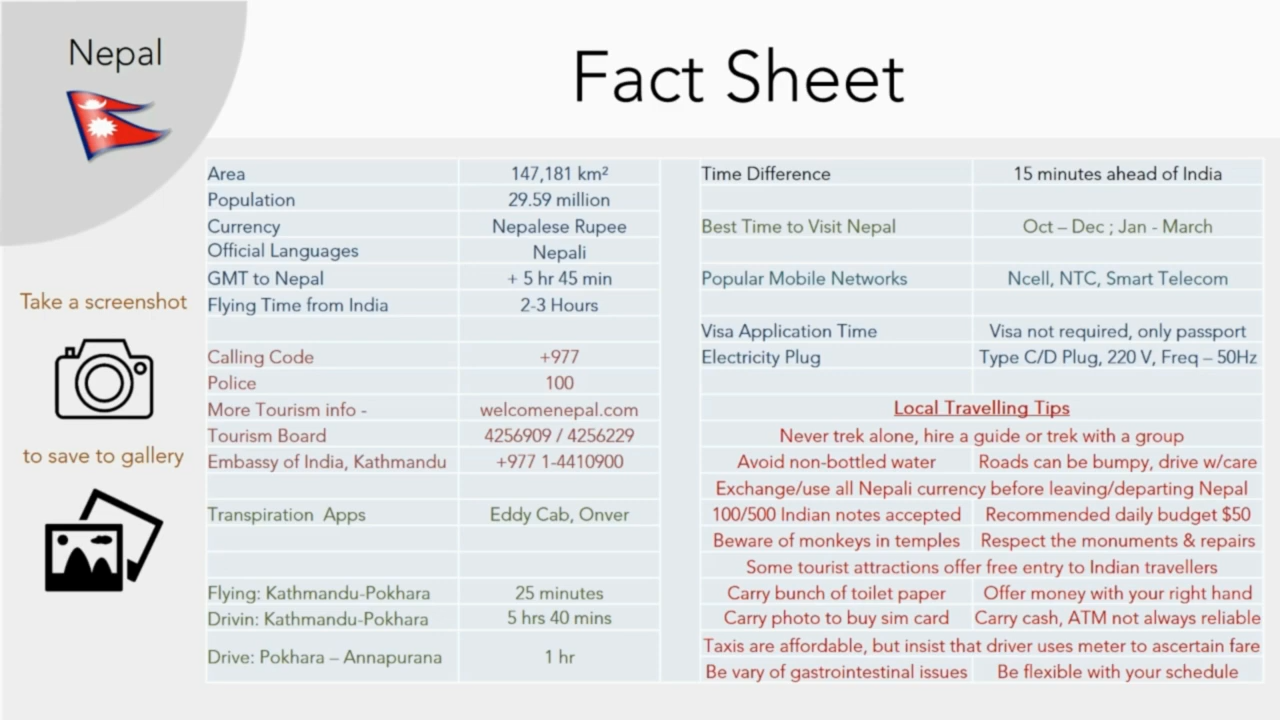 Nepal
Fact Sheet
Take a screenshot
to save to gallery
Area 147,181 km²
Population 29.59 million
Currency Nepalese Rupee
Official Languages Nepali
GMT to Nepal + 5 hr 45 min
Flying Time from India 2-3 Hours
Calling Code +977
Police 100
More Tourism info - welcomenepal.com
Tourism Board 4256909 / 4256229
Embassy of India, Kathmandu +977 1-4410900
Transpiration Apps Eddy Cab, Onver
Flying: Kathmandu-Pokhara 25 minutes
Drivin: Kathmandu-Pokhara 5 hrs 40 mins
Drive: Pokhara – Annapurana 1 hr
Time Difference 15 minutes ahead of India
Best Time to Visit Nepal Oct – Dec ; Jan - March
Popular Mobile Networks Ncell, NTC, Smart Telecom
Visa Application Time Visa not required, only passport
Electricity Plug Type C/D Plug, 220 V, Freq – 50Hz
Local Travelling Tips
Never trek alone, hire a guide or trek with a group
Avoid non-bottled water Roads can be bumpy, drive w/care
Exchange/use all Nepali currency before leaving/departing Nepal
100/500 Indian notes accepted Recommended daily budget $50
Beware of monkeys in temples Respect the monuments & repairs
Some tourist attractions offer free entry to Indian travellers
Carry bunch of toilet paper Offer money with your right hand
Carry photo to buy sim card Carry cash, ATM not always reliable
Taxis are affordable, but insist that driver uses meter to ascertain fare
Be vary of gastrointestinal issues Be flexible with your schedule